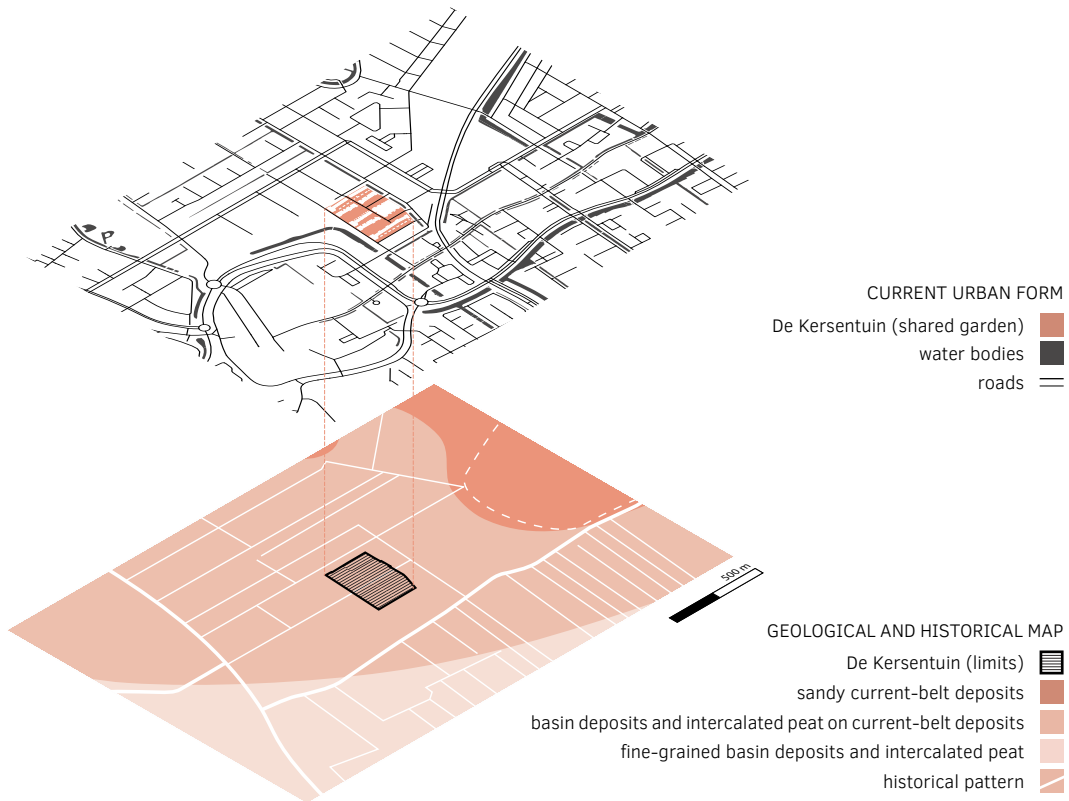 CURRENT URBAN FORM
De Kersentuin (shared garden)
water bodies
roads
500 m
GEOLOGICAL AND HISTORICAL MAP
De Kersentuin (limits)
sandy current-belt deposits
basin deposits and intercalated peat on current-belt deposits
fine-grained basin deposits and intercalated peat
historical pattern